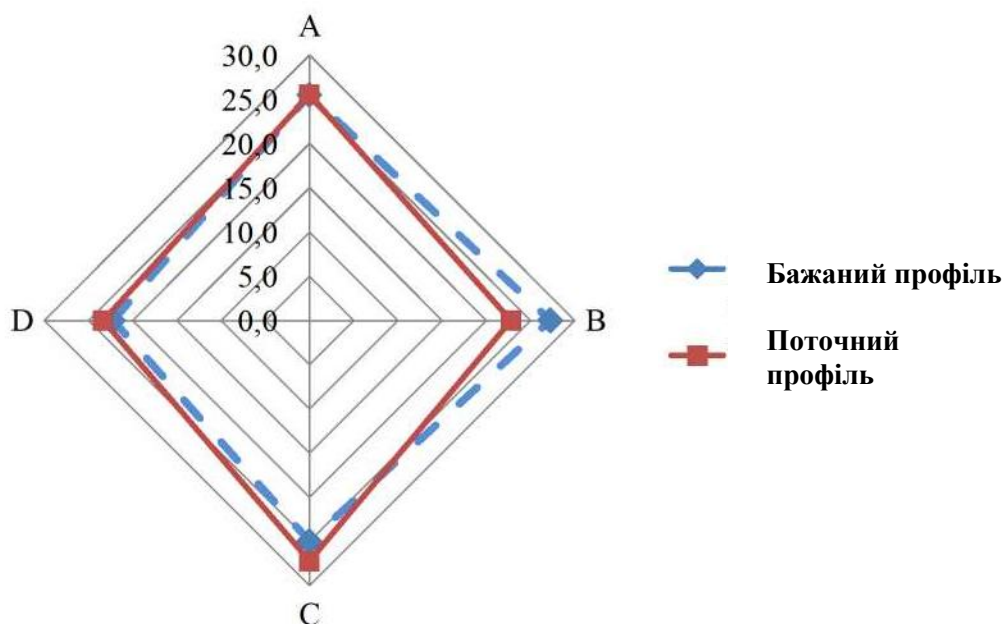 A
30,0
25,0
20,0
15,0
10,0
5,0
D
0,0
B
C
Бажаний профіль
Поточний
профіль